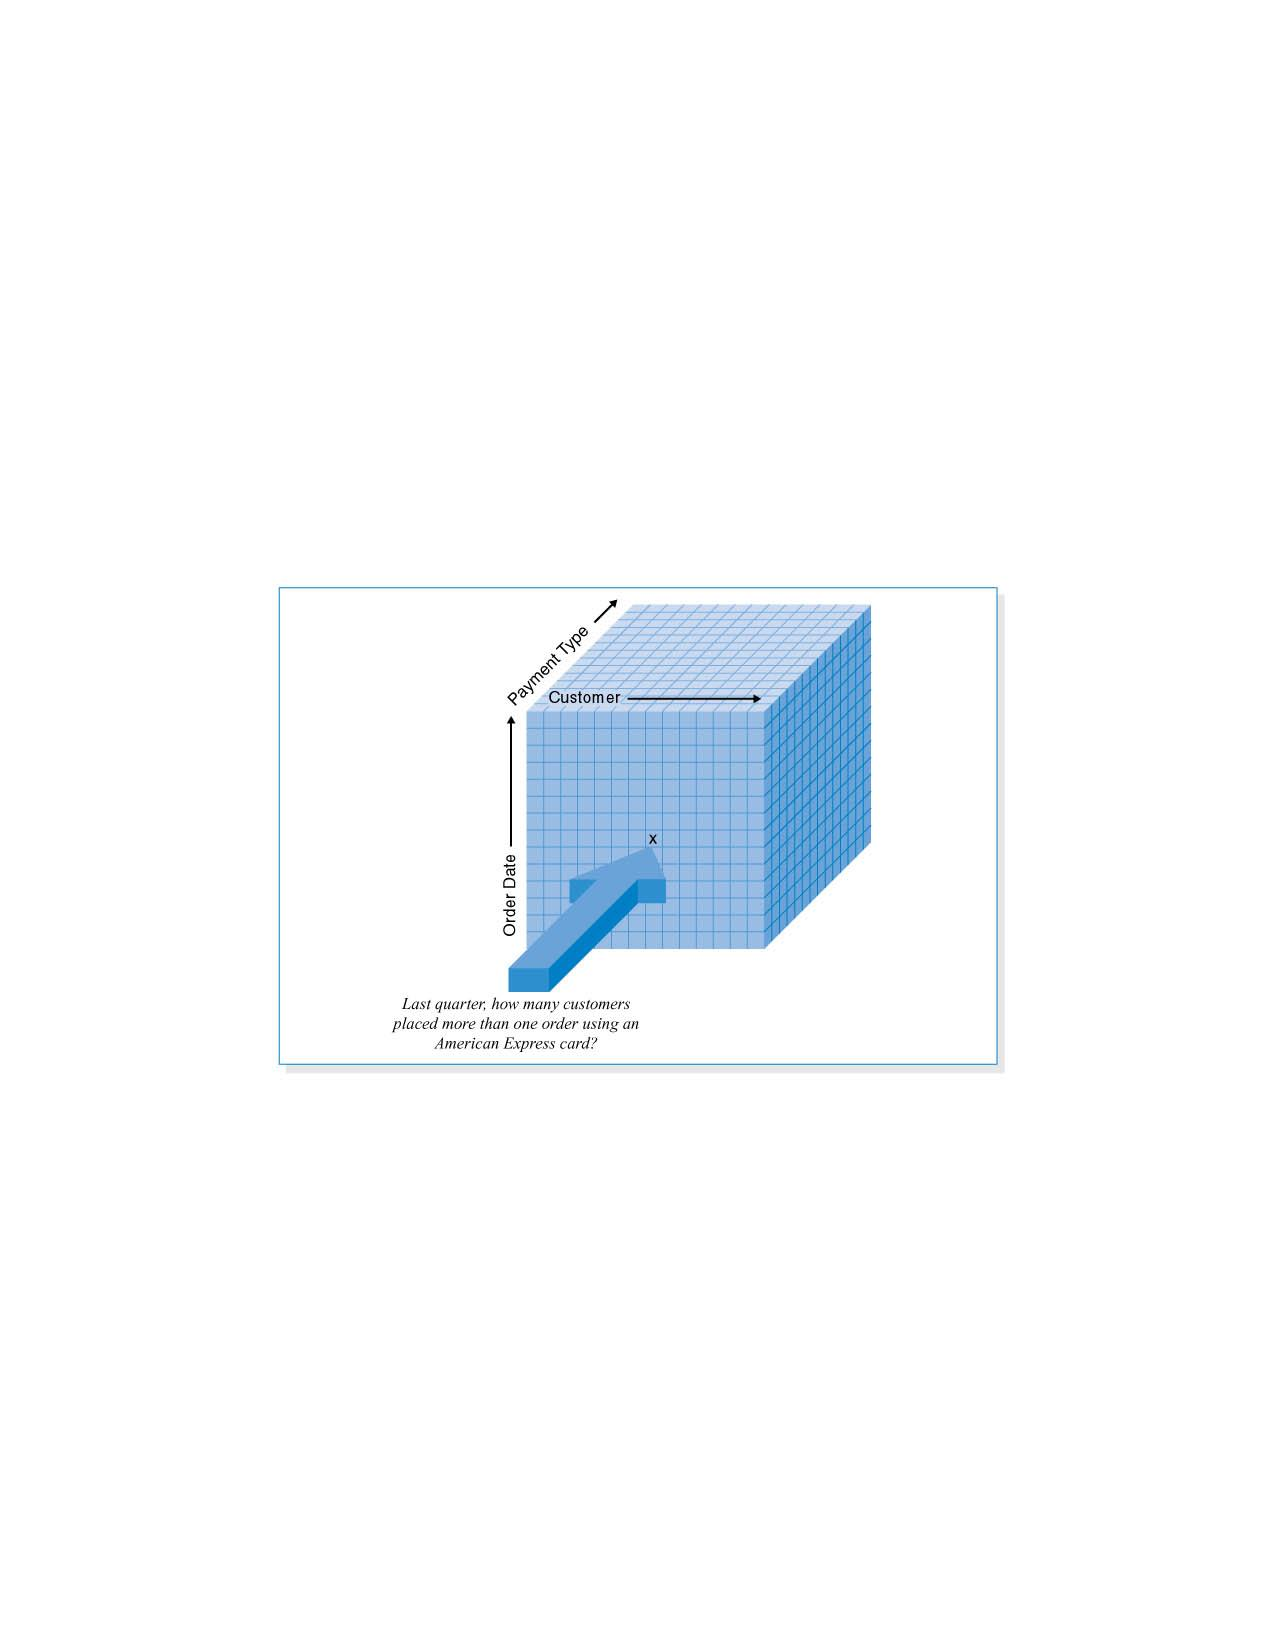 Payment Type
Customer
Order Date
x
Last quarter, how many customers
placed more than one order using an
American Express card?